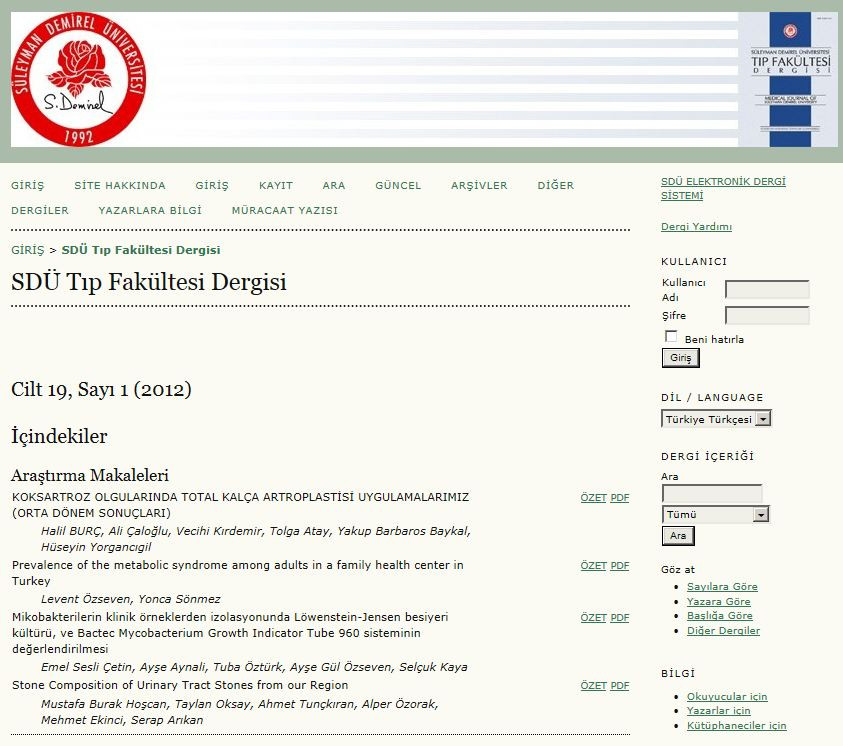 SÜLEYMAN DEMİREL ÜNİVERSİTESİ
S. Demirel
1992
SÜLEYMAN DEMİREL ÜNİVERSİTESİ
TIP FAKÜLTESİ
DERGİSİ
MEDICAL JOURNAL OF
SÜLEYMAN DEMİREL UNIVERSITY
GİRİŞ SİTE HAKKINDA GİRİŞ KAYIT ARA GÜNCEL ARŞİVLER DİĞER
DERGİLER YAZARLARA BİLGİ MÜRACAAT YAZISI
GİRİŞ > SDÜ Tıp Fakültesi Dergisi
SDÜ Tıp Fakültesi Dergisi
Cilt 19, Sayı 1 (2012)
İçindekiler
Araştırma Makaleleri
KOKSARTROZ OLGULARINDA TOTAL KALÇA ARTROPLASTİSİ UYGULAMALARIMIZ ÖZET PDF
(ORTA DÖNEM SONUÇLARI)
Halil BURÇ, Ali Çaloğlu, Vecihi Kırdemir, Tolga Atay, Yakup Barbaros Baykal,
Hüseyin Yorgancıgil
Prevalence of the metabolic syndrome among adults in a family health center in ÖZET PDF
Turkey
Levent Özseven, Yonca Sönmez
Mikobakterilerin klinik örneklerden izolasyonunda Löwenstein-Jensen besiyeri ÖZET PDF
kültürü, ve Bactec Mycobacterium Growth Indicator Tube 960 sisteminin
değerlendirilmesi
Emel Sesli Çetin, Ayşe Aynali, Tuba Öztürk, Ayşe Gül Özseven, Selçuk Kaya
Stone Composition of Urinary Tract Stones from our Region ÖZET PDF
Mustafa Burak Hoşcan, Taylan Oksay, Ahmet Tunçkıran, Alper Özorak,
Mehmet Ekinci, Serap Arıkan
SDÜ ELEKTRONİK DERGİ
SİSTEMİ
Dergi Yardımı
KULLANICI
Kullanıcı
Adı
Şifre
Beni hatırla
Giriş
DİL / LANGUAGE
Türkiye Türkçesi
DERGİ İÇERİĞİ
Ara
Tümü
Ara
Göz at
Sayılara Göre
Yazara Göre
Başlığa Göre
Diğer Dergiler
BİLGİ
Okuyucular için
Yazarlar için
Kütüphaneciler için